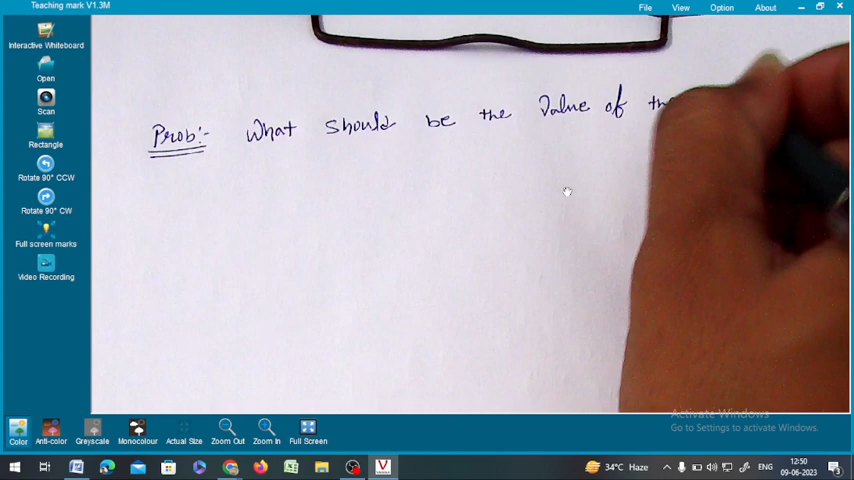 Teaching mark V1.3M
File View Option About
Interactive Whiteboard
Open
Scan
Rectangle
Rotate 90° CCW
Rotate 90° CW
Full screen marks
Video Recording
Prob:- What should be the value of
Activate Windows
Go to Settings to activate Windows.
Color Anti-color Greyscale Monocolour Actual Size Zoom Out Zoom In Full Screen
34°C Haze ENG 12:50 09-06-2023 3